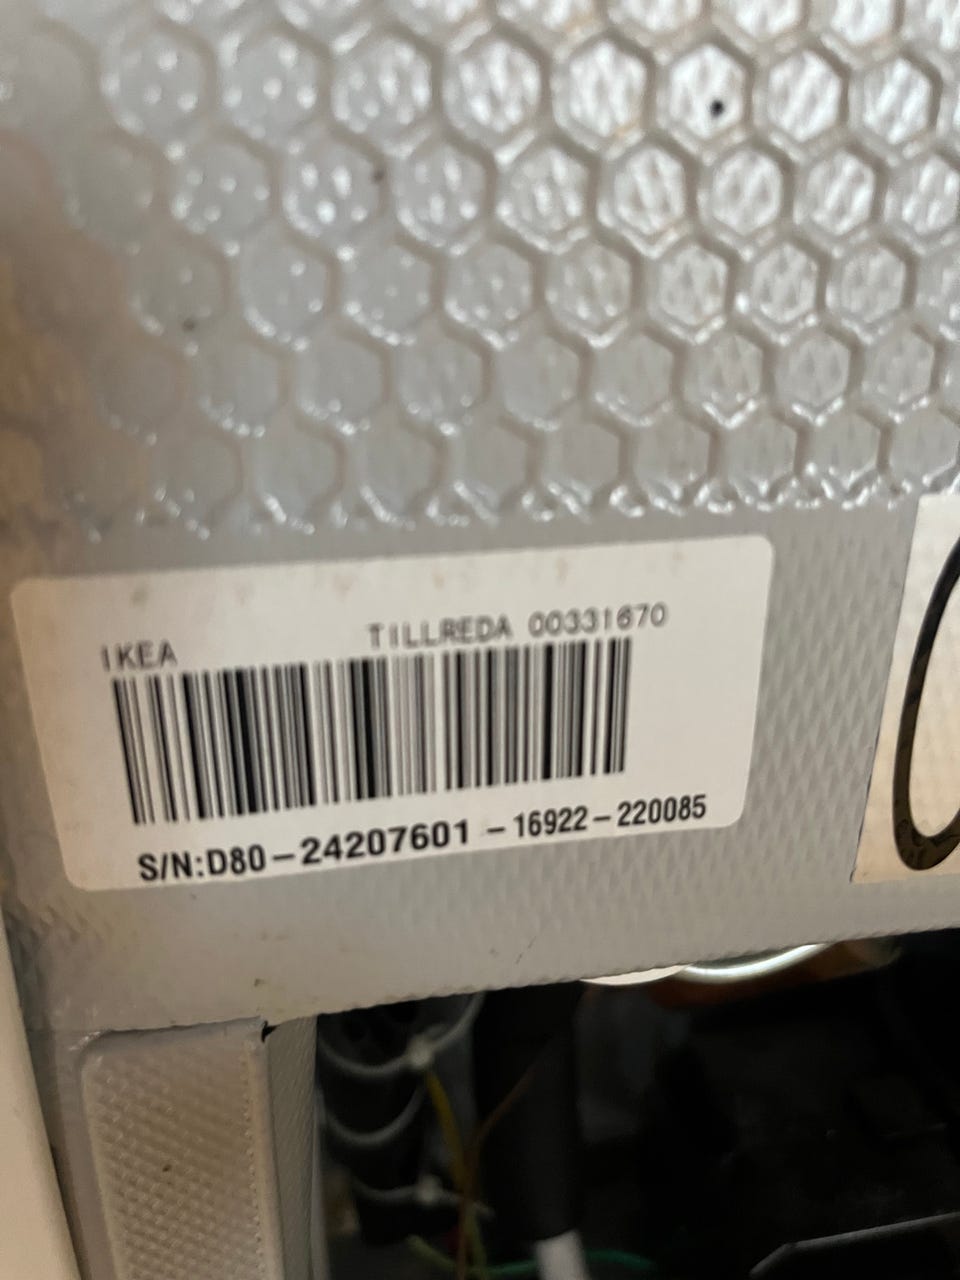 IKEA TILLREDA 00331670
S/N:D80-24207601-16922-220085